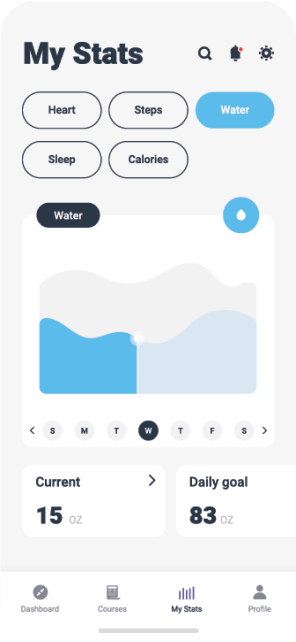 My Stats
Heart Steps Water
Sleep Calories
Water
S M T W T F S
Current Daily goal
15 oz 83 oz
Dashboard Courses My Stats Profile